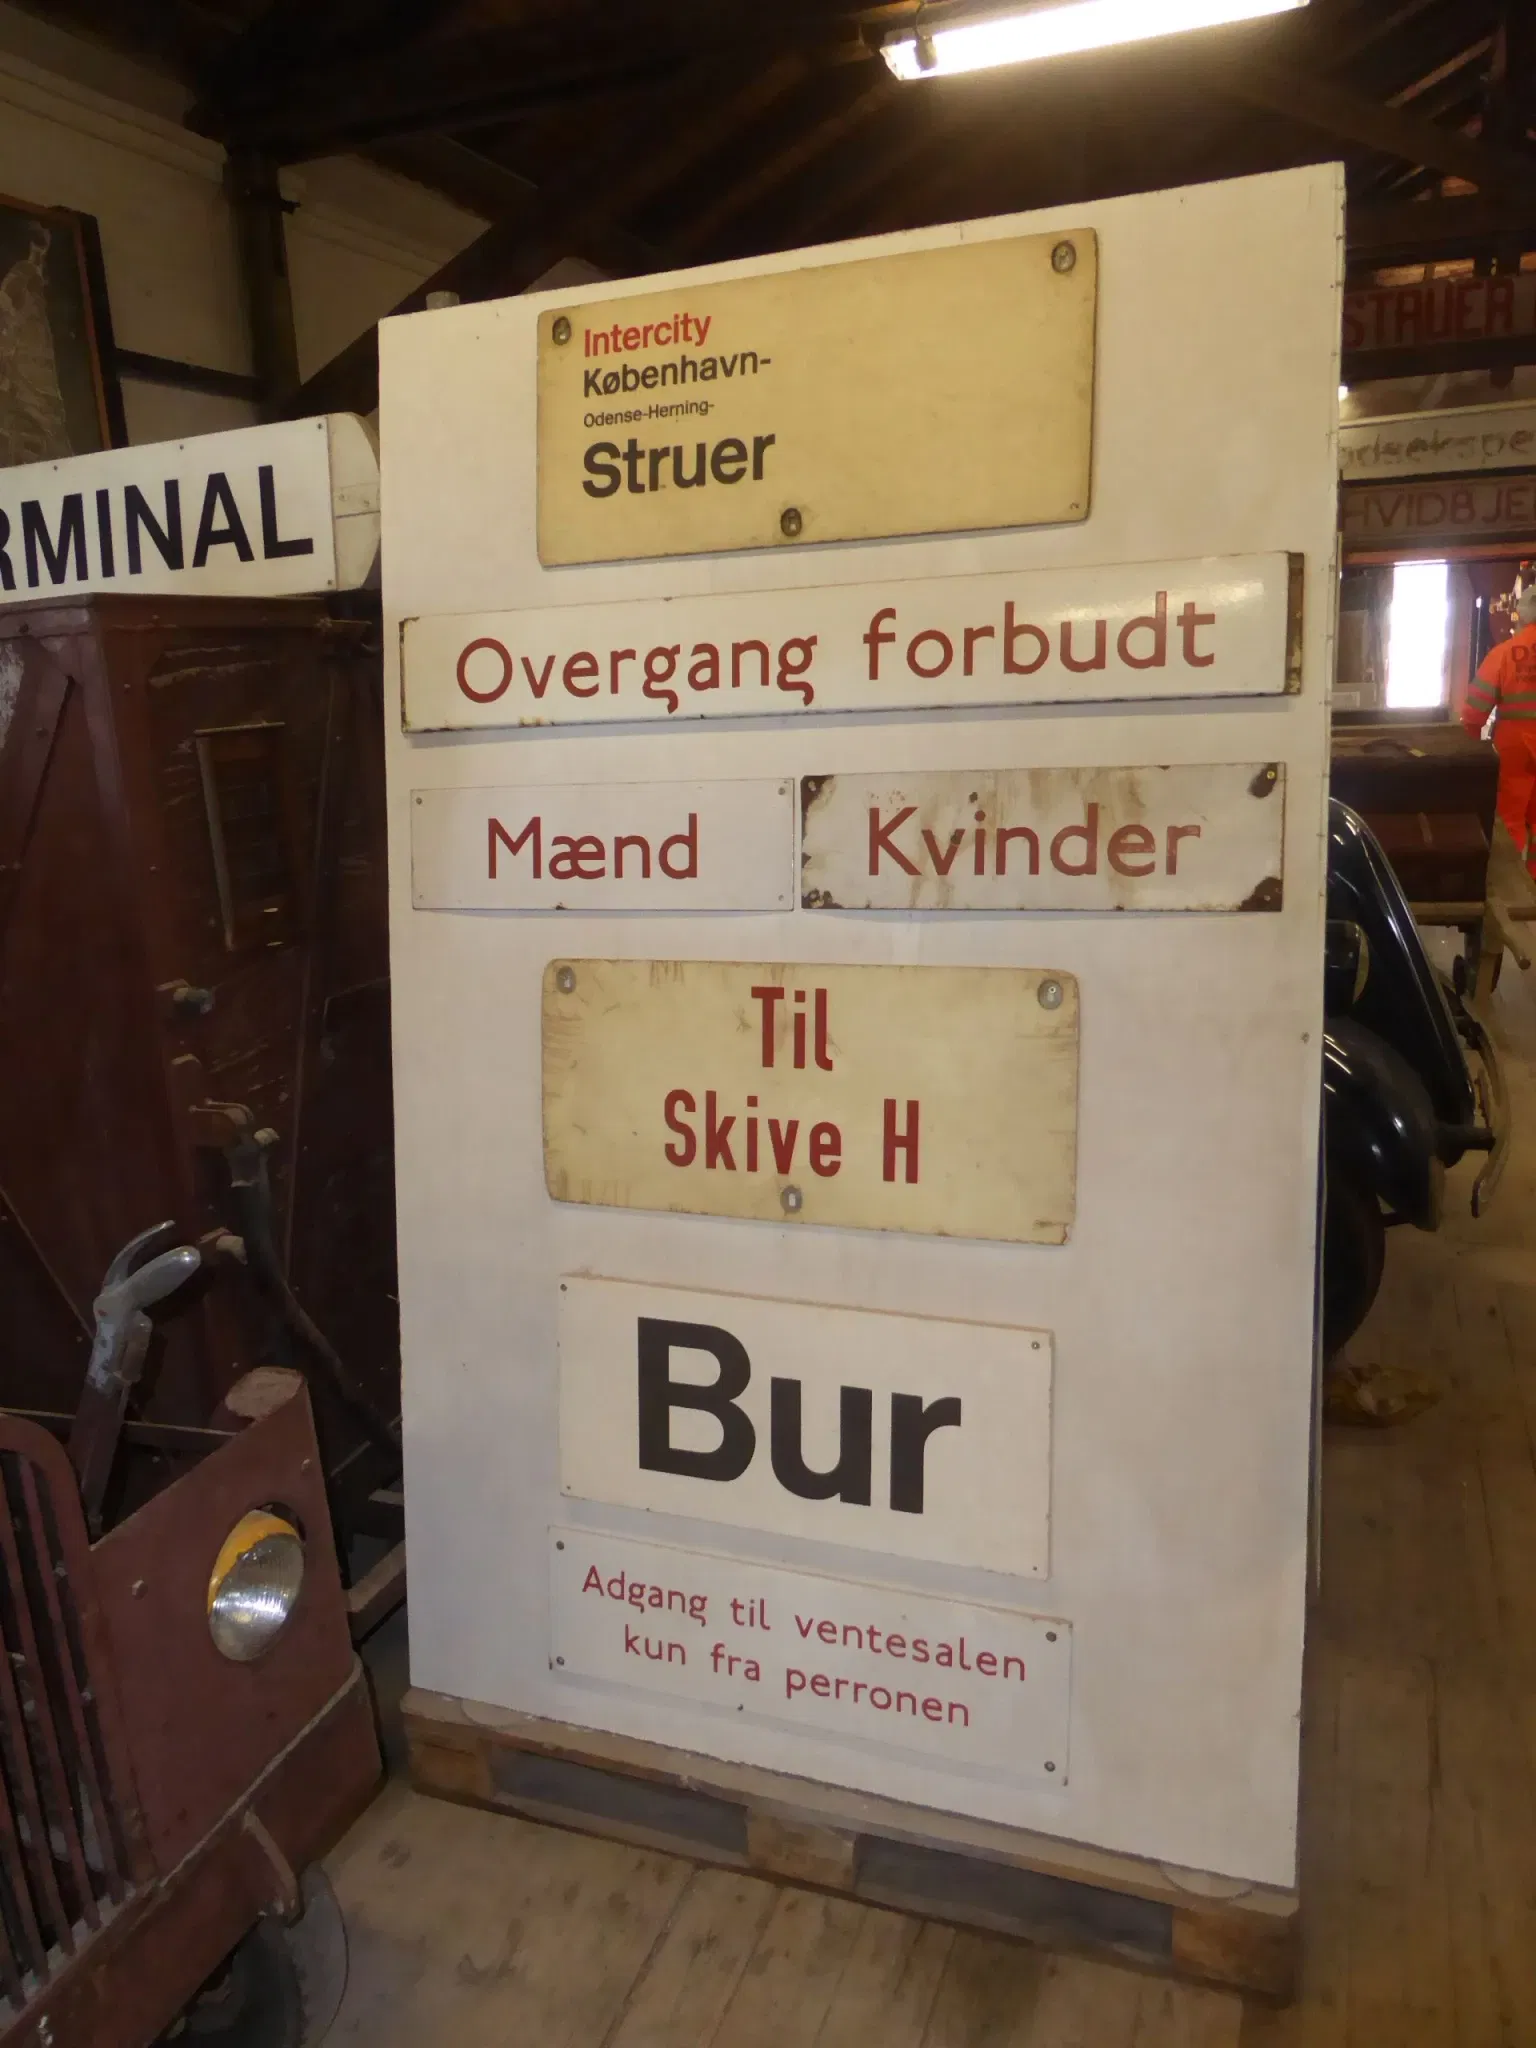 Intercity
København-
Odense-Herning-
Struer
Overgang forbudt
Mænd
Kvinder
Til
Skive H
Bur
Adgang til ventesalen
kun fra perronen
RMINAL
STRUER
HVIDBJE